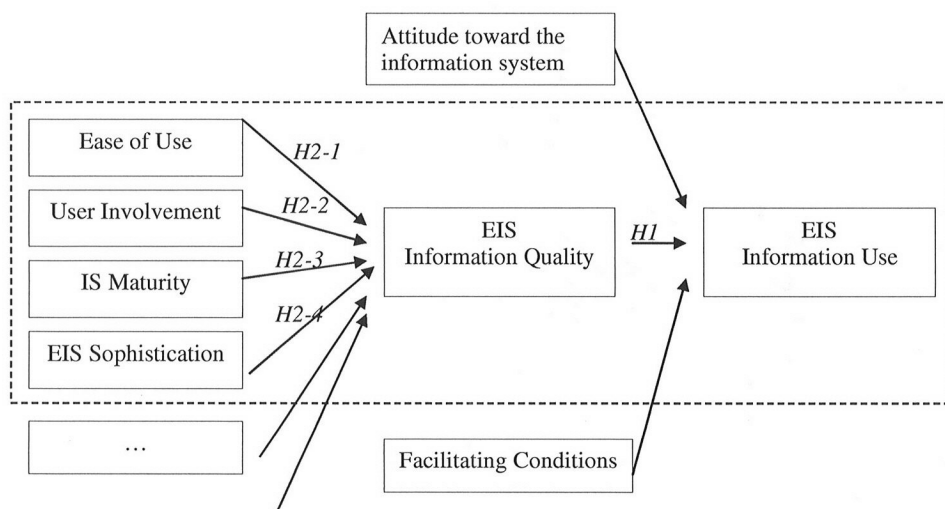 Attitude toward the
information system
Ease of Use
H2-1
User Involvement
H2-2
EIS
Information Quality
H1
EIS
Information Use
IS Maturity
H2-3
EIS Sophistication
H2-4
…
Facilitating Conditions